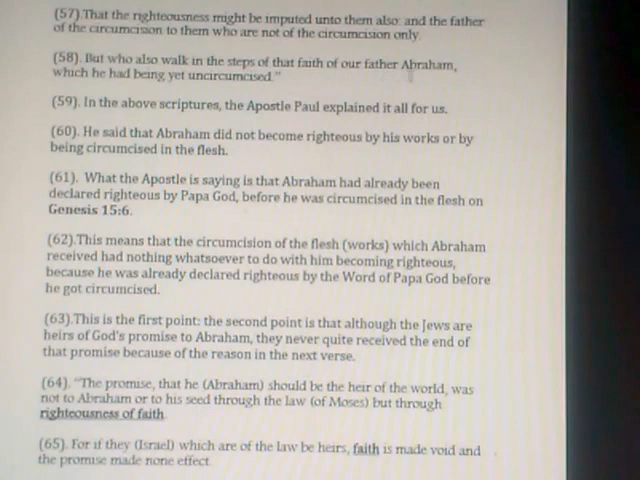 (57).That the righteousness might be imputed unto them also: and the father
of the circumcision to them who are not of the circumcision only.
(58). But who also walk in the steps of that faith of our father Abraham,
which he had being yet uncircumcised."
(59). In the above scriptures, the Apostle Paul explained it all for us.
(60). He said that Abraham did not become righteous by his works or by
being circumcised in the flesh.
(61).  What the Apostle is saying is that Abraham had already been
declared righteous by Papa God, before he was circumcised in the flesh on
Genesis 15:6.
(62).This means that the circumcision of the flesh (works) which Abraham
received had nothing whatsoever to do with him becoming righteous,
because he was already declared righteous by the Word of Papa God before
he got circumcised.
(63).This is the first point: the second point is that although the Jews are
heirs of God's promise to Abraham, they never quite received the end of
that promise because of the reason in the next verse.
(64). "The promise, that he (Abraham) should be the heir of the world, was
not to Abraham or to his seed through the law (of Moses) but through
righteousness of faith.
(65). For if they (Israel) which are of the law be heirs, faith is made void and
the promise made none effect.